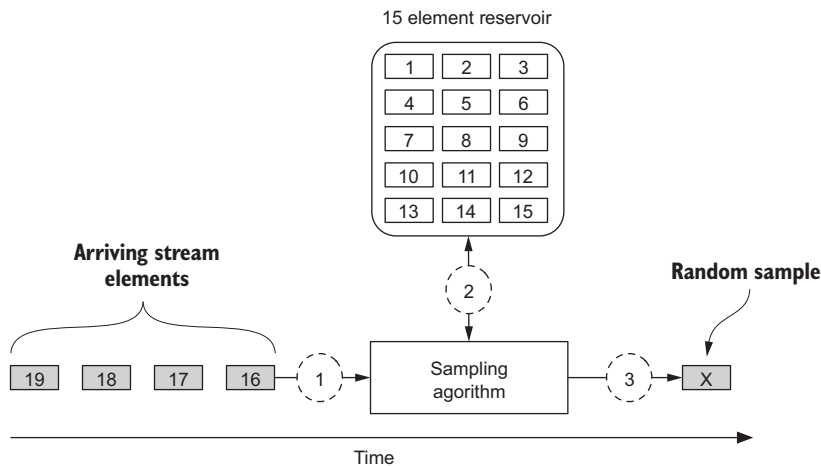 15 element reservoir
1 2 3
4 5 6
7 8 9
10 11 12
13 14 15
Arriving stream
elements
2
Random sample
19 18 17 16
1
Sampling
agorithm
3
X
Time